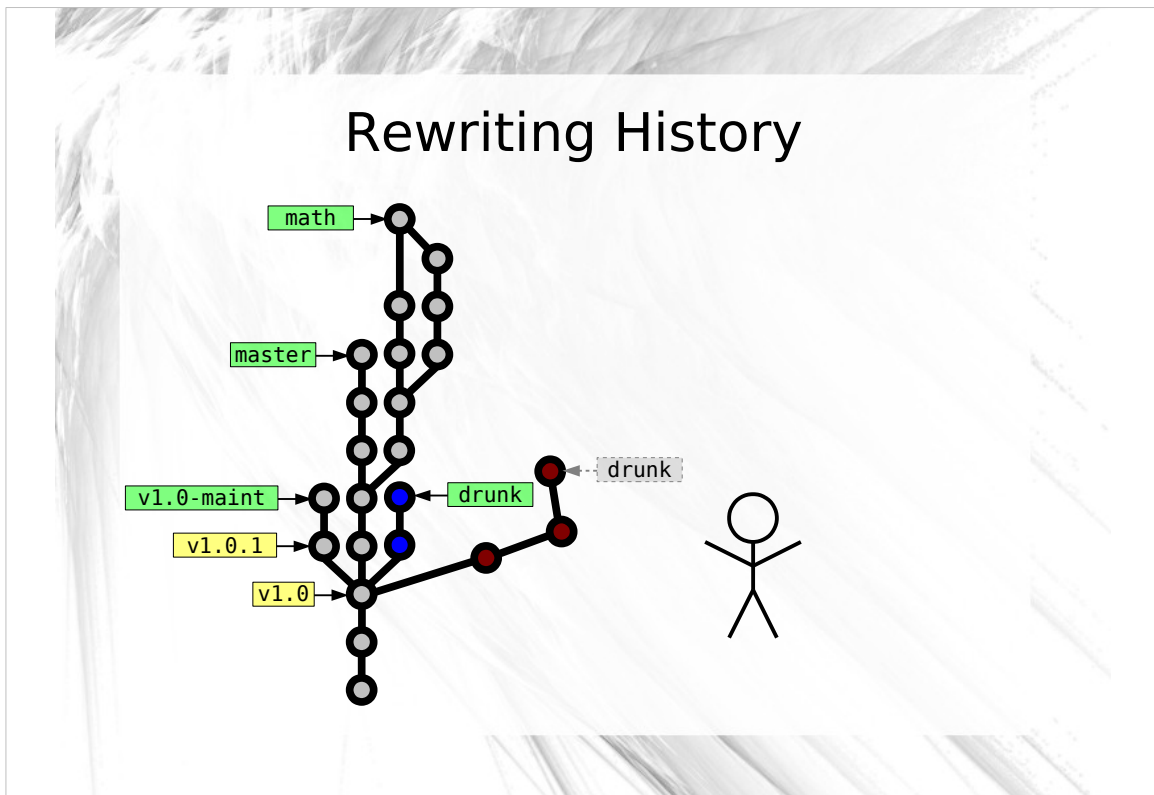 Rewriting History
math
master
drunk
v1.0-maint
drunk
v1.0.1
v1.0